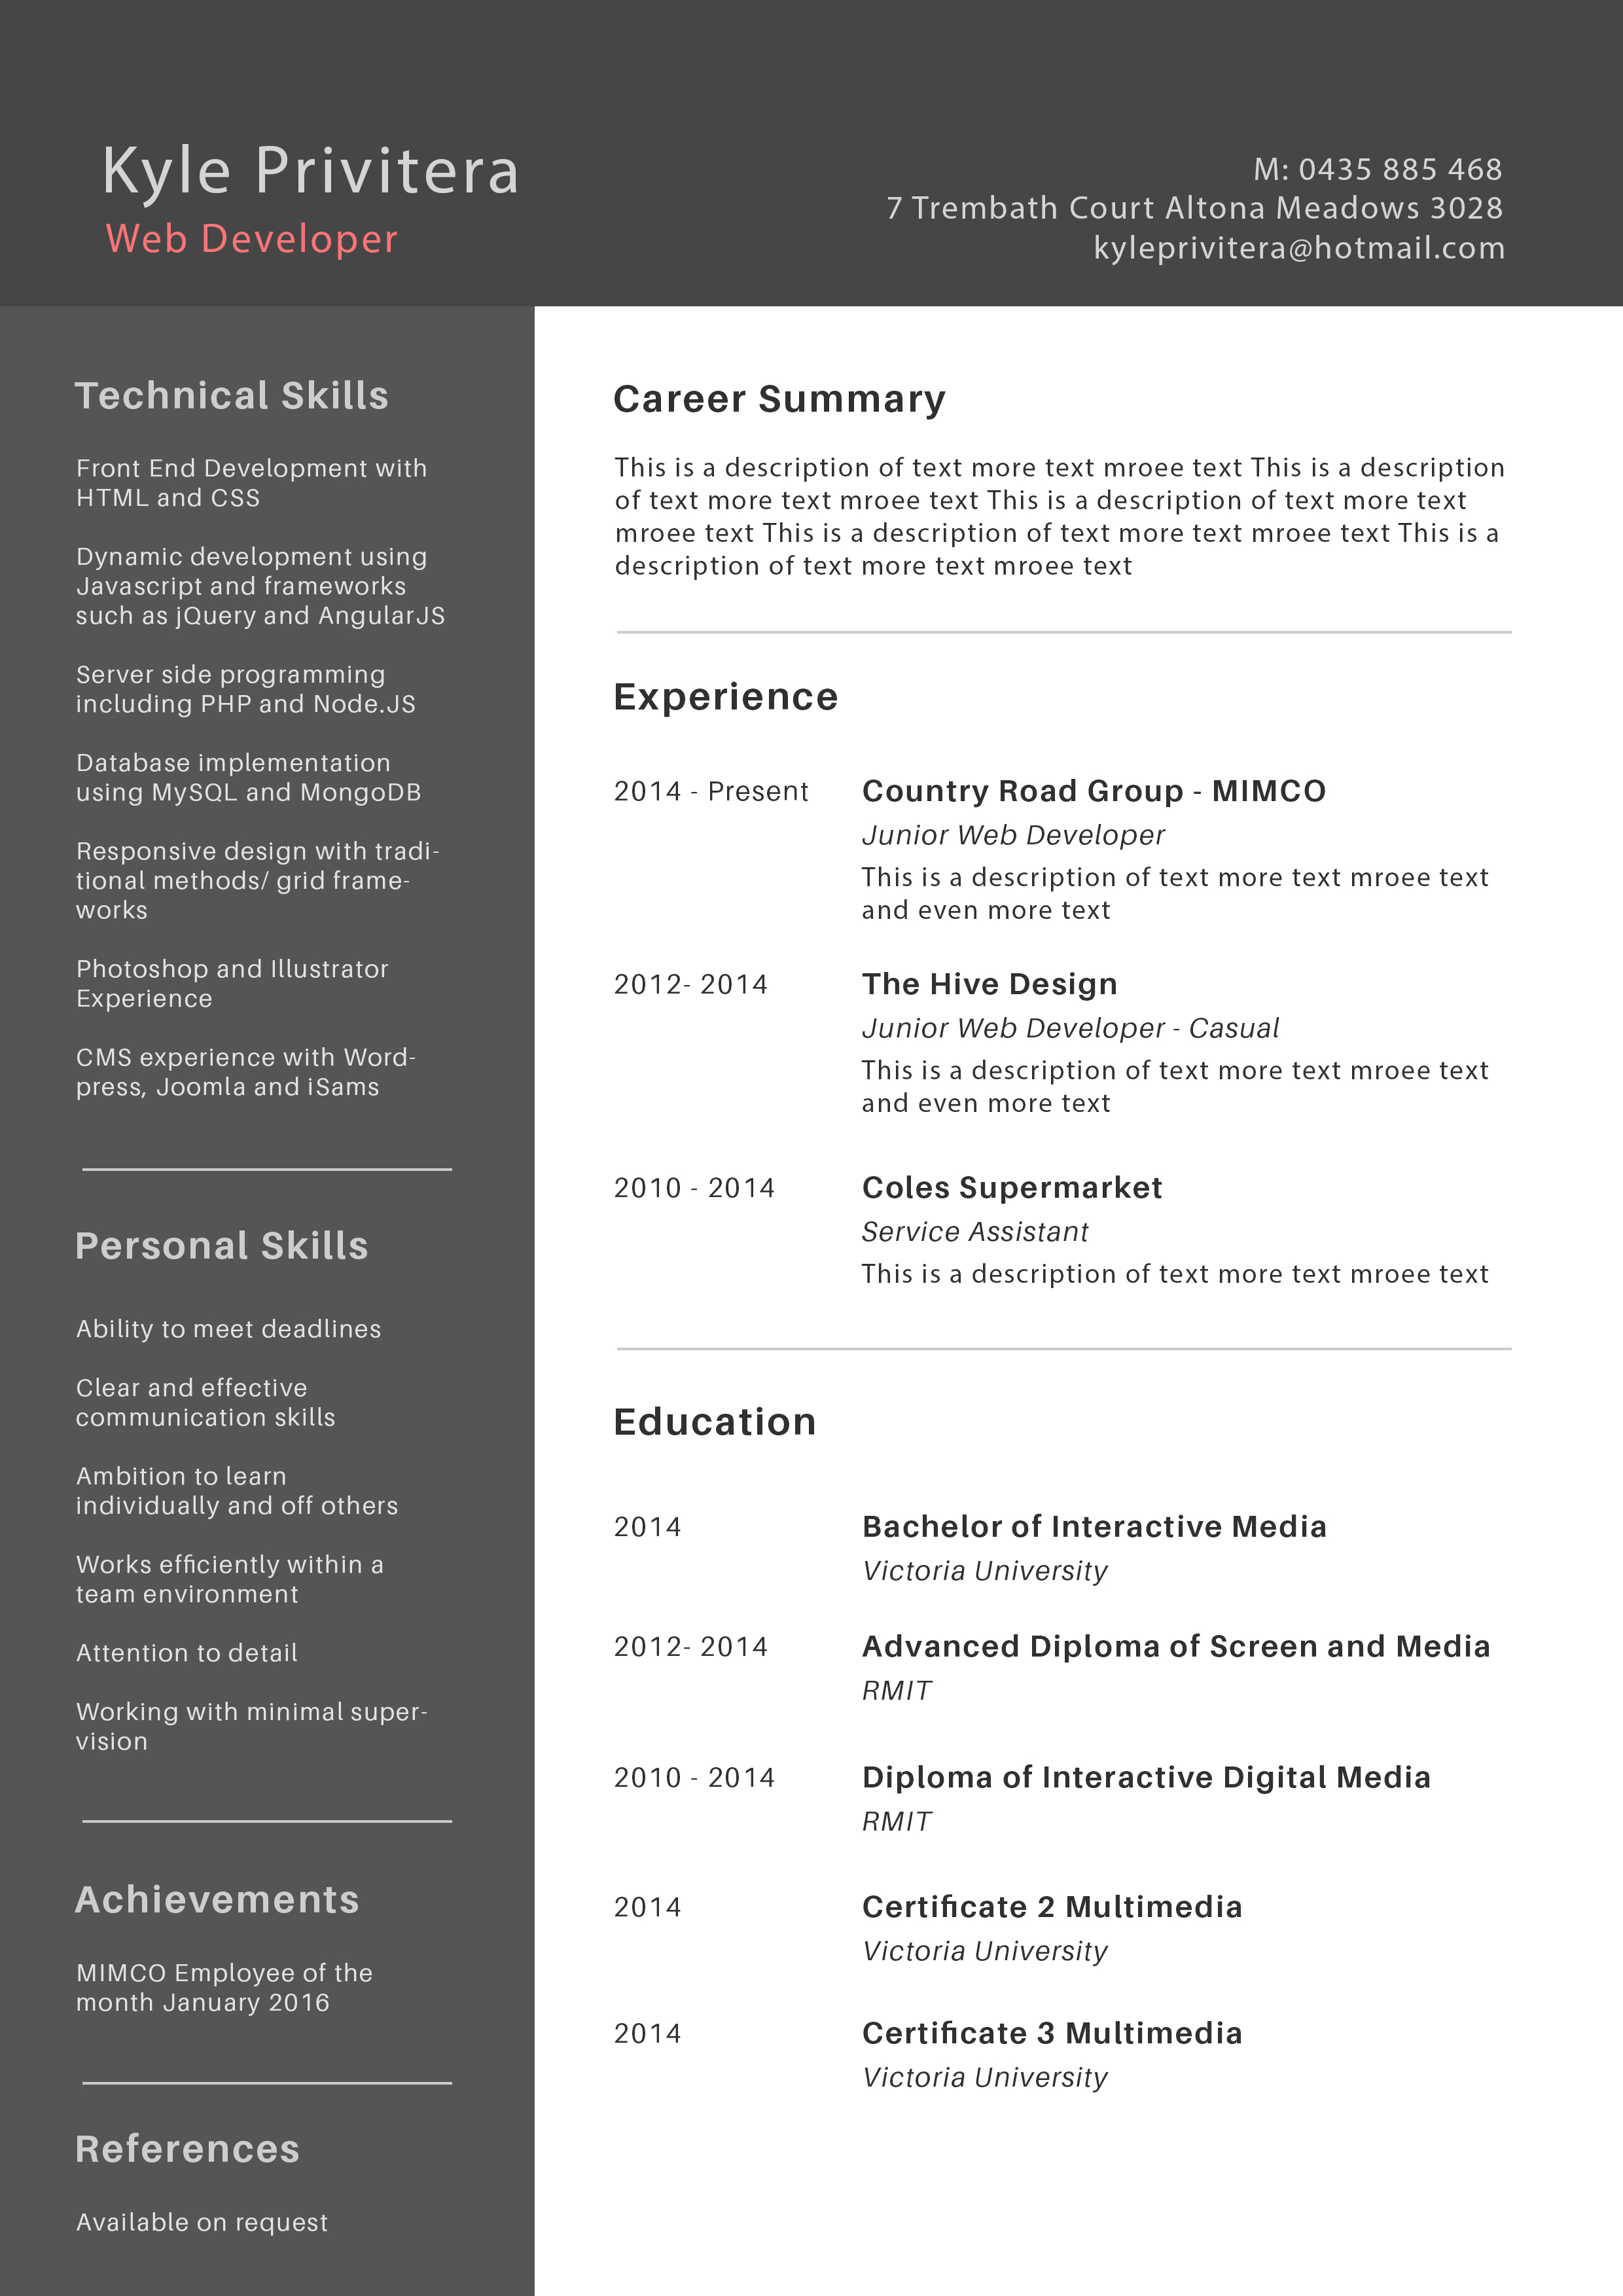 Kyle Privitera
Web Developer
M: 0435 885 468
7 Trembath Court Altona Meadows 3028
kyleprivitera@hotmail.com
Technical Skills
Front End Development with
HTML and CSS
Dynamic development using
Javascript and frameworks
such as jQuery and AngularJS
Server side programming
including PHP and Node.JS
Database implementation
using MySQL and MongoDB
Responsive design with tradi-
tional methods/ grid frame-
works
Photoshop and Illustrator
Experience
CMS experience with Word-
press, Joomla and iSams
Personal Skills
Ability to meet deadlines
Clear and effective
communication skills
Ambition to learn
individually and off others
Works efficiently within a
team environment
Attention to detail
Working with minimal super-
vision
Achievements
MIMCO Employee of the
month January 2016
References
Available on request
Career Summary
This is a description of text more text mroee text This is a description
of text more text mroee text This is a description of text more text
mroee text This is a description of text more text mroee text This is a
description of text more text mroee text
Experience
2014 - Present Country Road Group - MIMCO
Junior Web Developer
This is a description of text more text mroee text
and even more text
2012- 2014 The Hive Design
Junior Web Developer - Casual
This is a description of text more text mroee text
and even more text
2010 - 2014 Coles Supermarket
Service Assistant
This is a description of text more text mroee text
Education
2014 Bachelor of Interactive Media
Victoria University
2012- 2014 Advanced Diploma of Screen and Media
RMIT
2010 - 2014 Diploma of Interactive Digital Media
RMIT
2014 Certificate 2 Multimedia
Victoria University
2014 Certificate 3 Multimedia
Victoria University